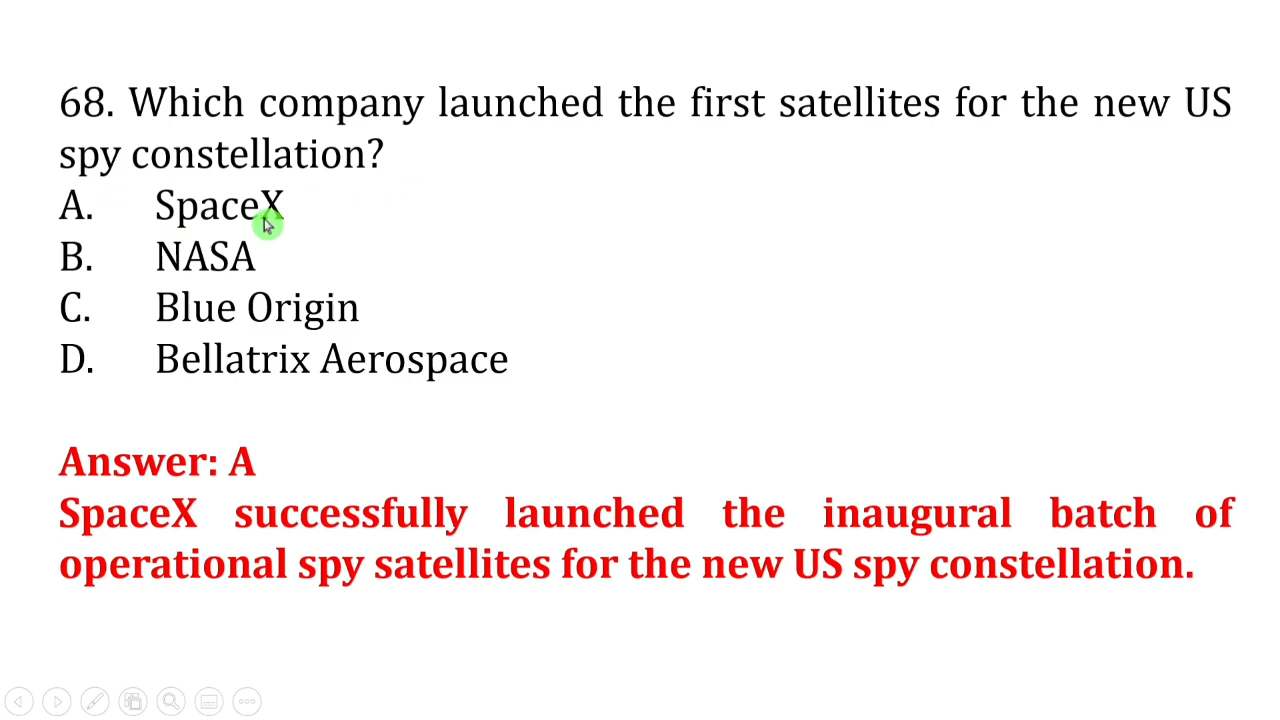 68. Which company launched the first satellites for the new US
spy constellation?
A. SpaceX
B. NASA
C. Blue Origin
D. Bellatrix Aerospace
Answer: A
SpaceX successfully launched the inaugural batch of
operational spy satellites for the new US spy constellation.